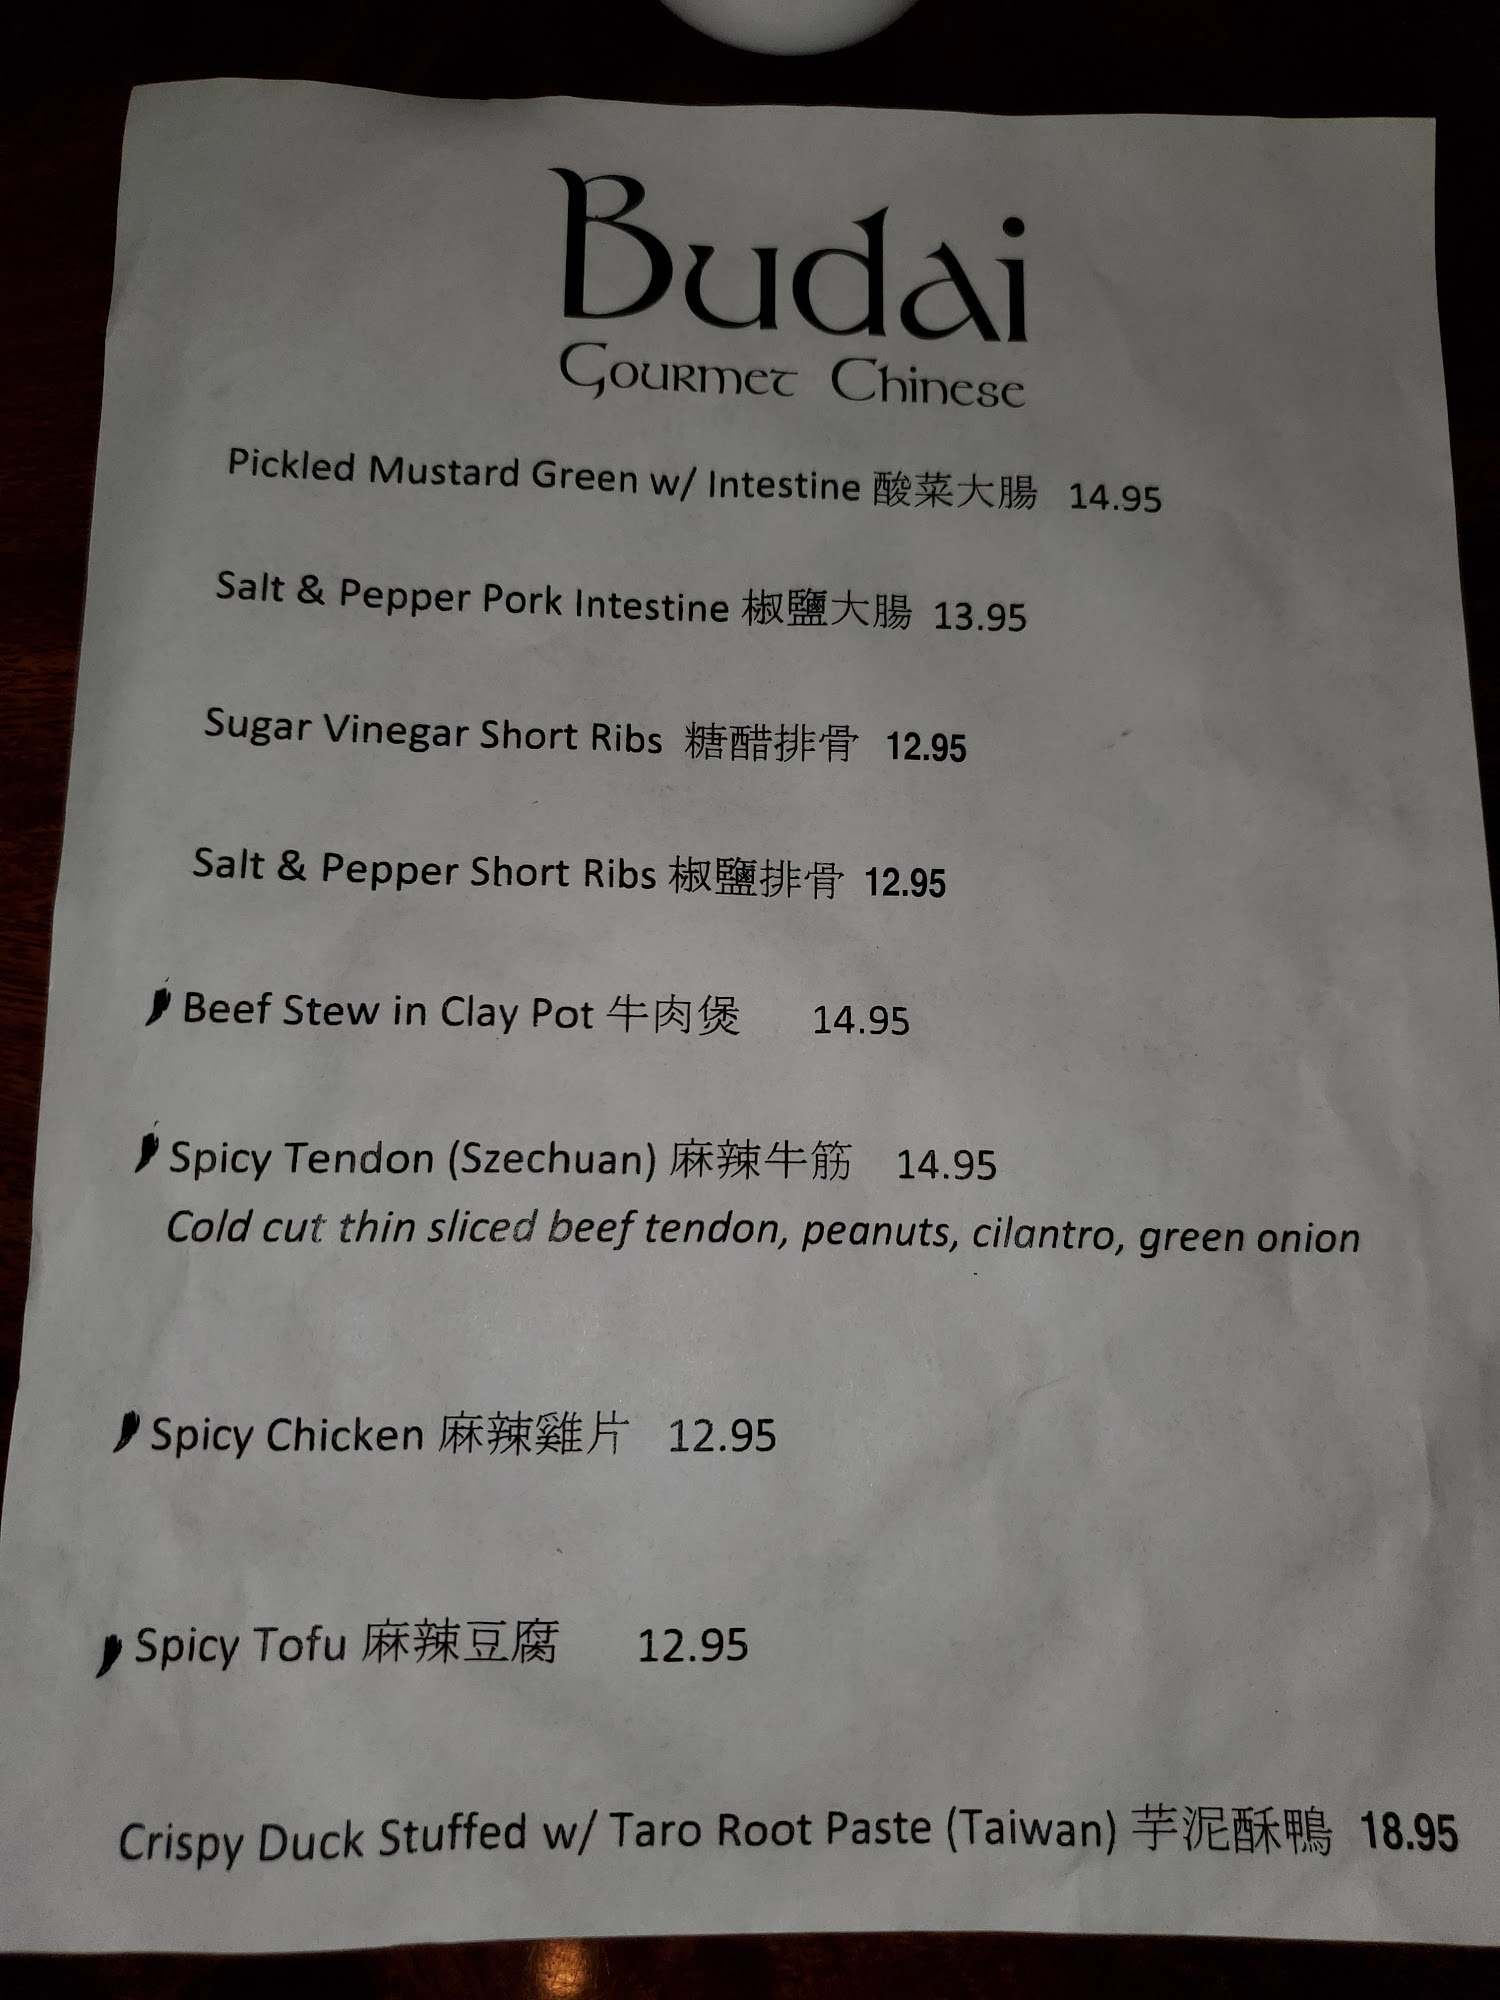 Budai
Gourmet Chinese
Pickled Mustard Green w/ Intestine 酸菜大腸 14.95
Salt & Pepper Pork Intestine 椒鹽大腸 13.95
Sugar Vinegar Short Ribs 糖醋排骨 12.95
Salt & Pepper Short Ribs 椒鹽排骨 12.95
Beef Stew in Clay Pot 牛肉煲 14.95
Spicy Tendon (Szechuan) 麻辣牛筋 14.95
Cold cut thin sliced beef tendon, peanuts, cilantro, green onion
Spicy Chicken 麻辣雞片 12.95
Spicy Tofu 麻辣豆腐 12.95
Crispy Duck Stuffed w/ Taro Root Paste (Taiwan) 芋泥酥鴨 18.95